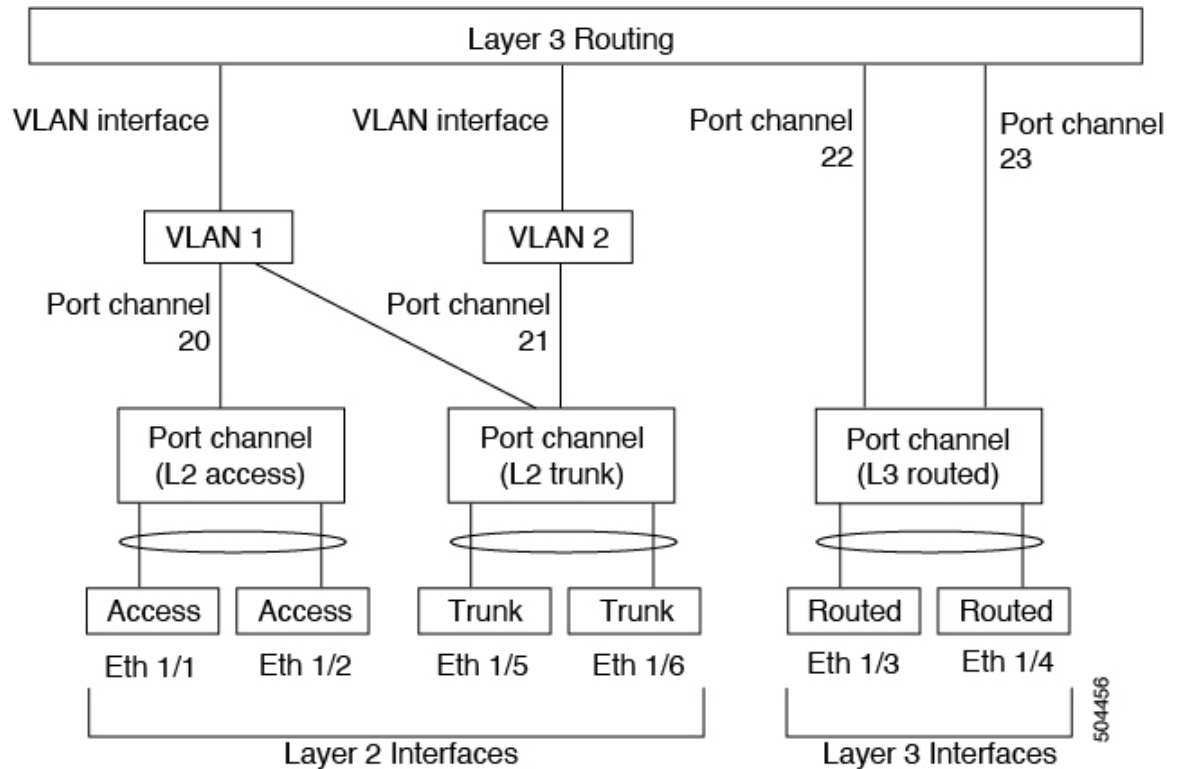 Layer 3 Routing
VLAN interface
VLAN interface
Port channel
22
Port channel
23
VLAN 1
VLAN 2
Port channel
20
Port channel
21
Port channel
(L2 access)
Port channel
(L2 trunk)
Port channel
(L3 routed)
Access
Access
Trunk
Trunk
Routed
Routed
Eth 1/1
Eth 1/2
Eth 1/5
Eth 1/6
Eth 1/3
Eth 1/4
Layer 2 Interfaces
Layer 3 Interfaces
504456